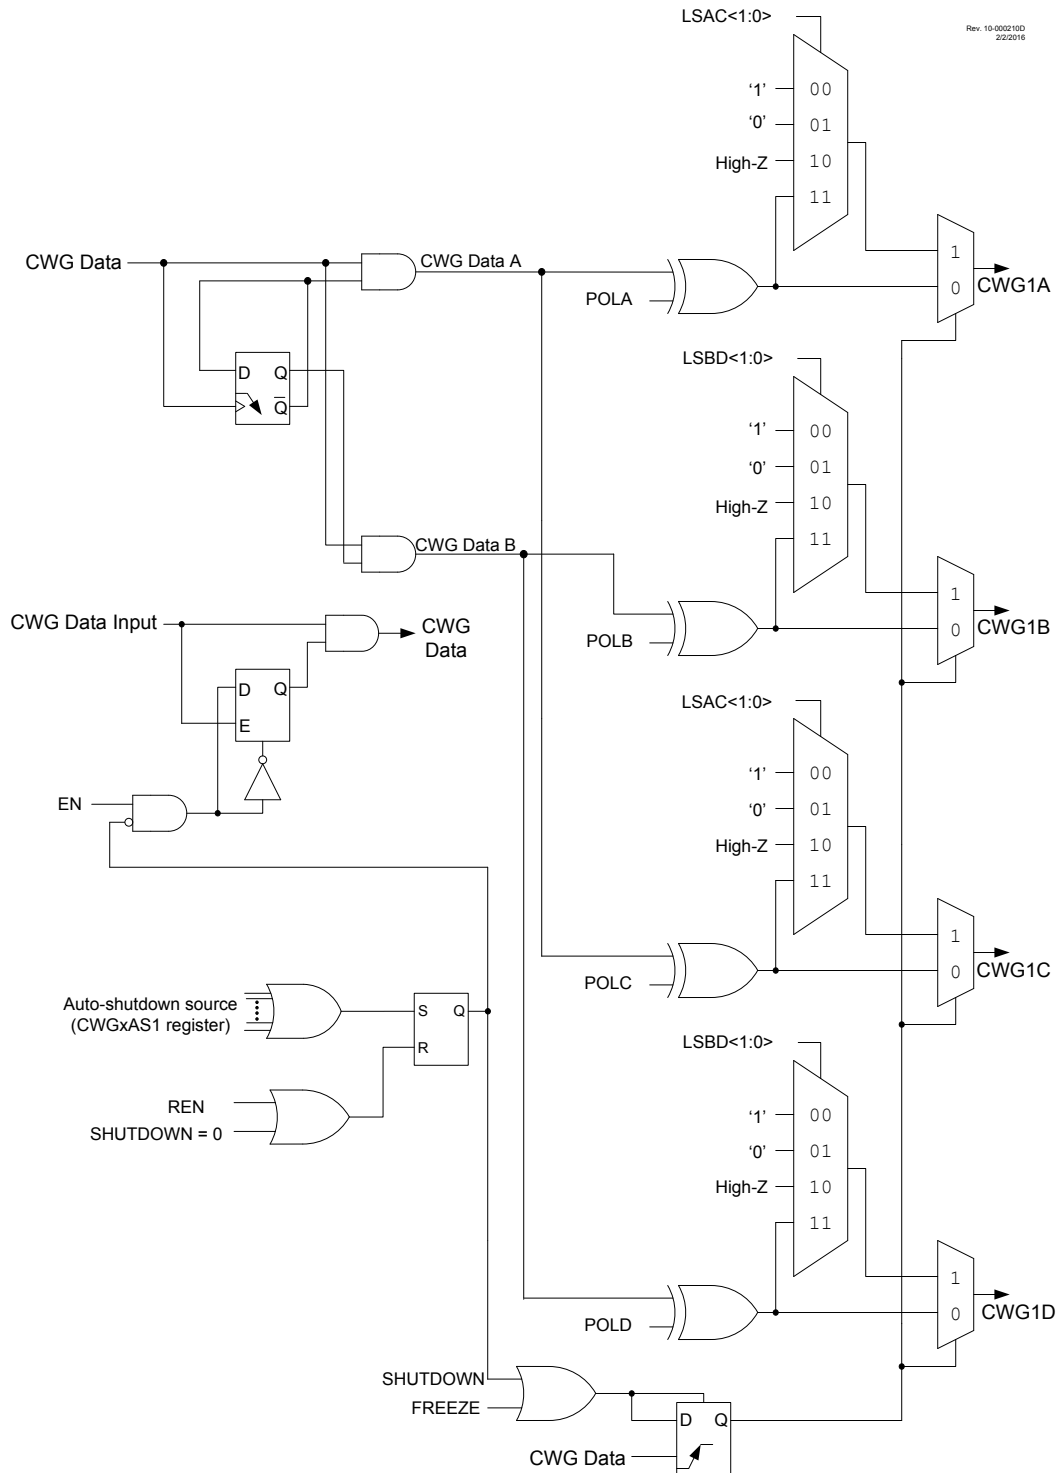 LSAC<1:0>
Rev. 10-000210D
2/2/2016
'1'
00
'0'
01
High-Z
10
11
CWG Data
CWG Data A
POLA
1
0
CWG1A
D
Q
Q
LSBD<1:0>
'1'
00
'0'
01
High-Z
10
11
CWG Data B
POLB
1
0
CWG1B
CWG Data Input
CWG
Data
D
Q
E
EN
LSAC<1:0>
'1'
00
'0'
01
High-Z
10
11
POLC
1
0
CWG1C
Auto-shutdown source
(CWGxAS1 register)
S
Q
R
REN
SHUTDOWN = 0
LSBD<1:0>
'1'
00
'0'
01
High-Z
10
11
POLD
1
0
CWG1D
SHUTDOWN
FREEZE
D
Q
CWG Data